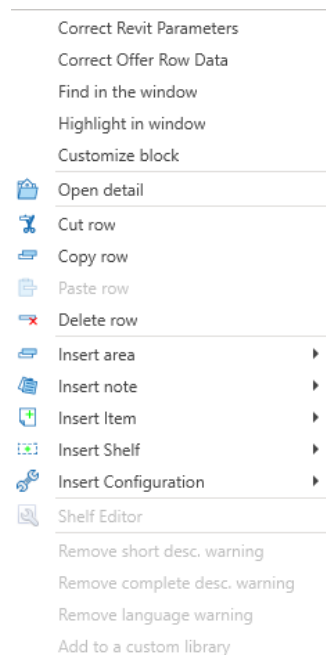 Correct Revit Parameters
Correct Offer Row Data
Find in the window
Highlight in window
Customize block
Open detail
Cut row
Copy row
Paste row
Delete row
Insert area
Insert note
Insert Item
Insert Shelf
Insert Configuration
Shelf Editor
Remove short desc. warning
Remove complete desc. warning
Remove language warning
Add to a custom library